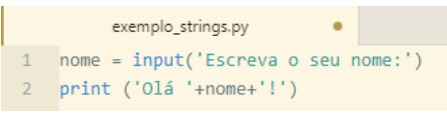 exemplo_strings.py
1 nome = input('Escreva o seu nome:')
2 print ('Olá '+nome+'!')